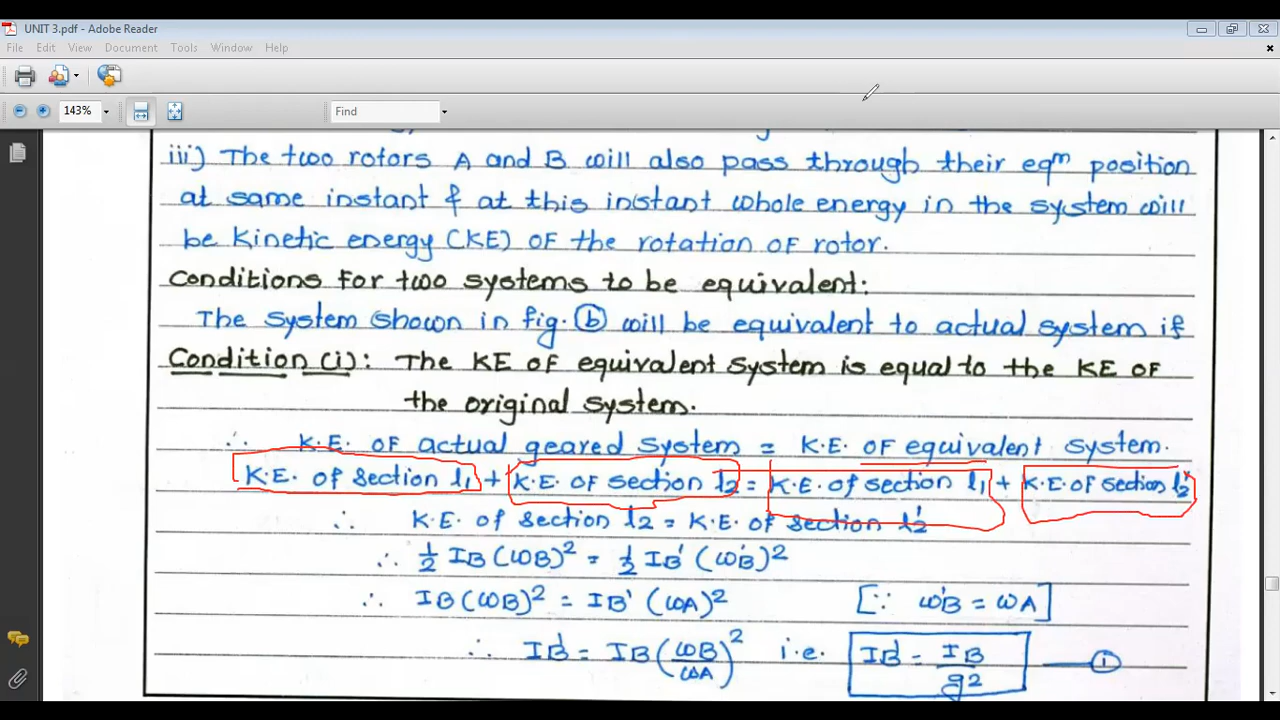 UNIT 3.pdf - Adobe Reader
File Edit View Document Tools Window Help
143% Find
iii) The two rotors A and B will also pass through their eqm position
at same instant & at this instant whole energy in the system will
be Kinetic energy (KE) of the rotation of rotor.
Conditions for two systems to be equivalent:
The system shown in fig. (b) will be equivalent to actual system if
Condition (i): The KE of equivalent system is equal to the KE of
the original system.
∴ K.E. of actual geared system = K.E. of equivalent system.
K.E. of section l1 + K.E. of section l2 = K.E. of section l1 + K.E. of section l2'
∴ K.E. of section l2 = K.E. of section l2'
∴ 1/2 IB (ωB)² = 1/2 IB' (ωB')²
∴ IB (ωB)² = IB' (ωA)² [∵ ωB' = ωA]
∴ IB' = IB (ωB/ωA)² i.e. IB' = IB/g² — (1)